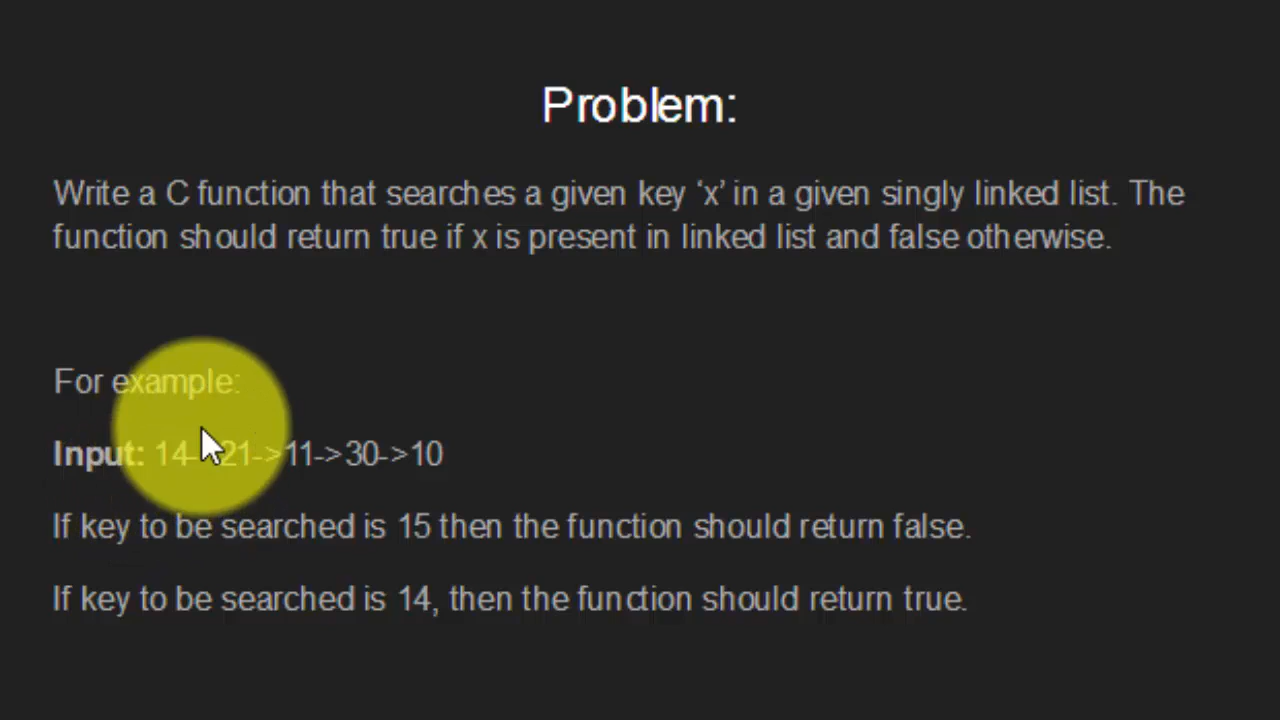 Problem:
Write a C function that searches a given key ‘x’ in a given singly linked list. The
function should return true if x is present in linked list and false otherwise.
For example:
Input: 14->21->11->30->10
If key to be searched is 15 then the function should return false.
If key to be searched is 14, then the function should return true.